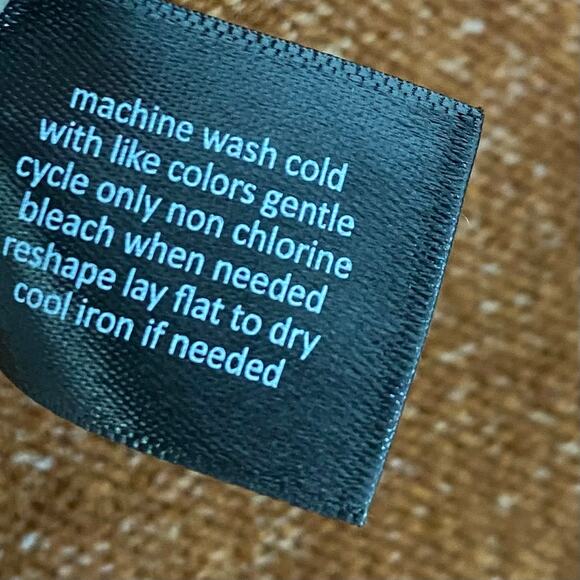 machine wash cold
with like colors gentle
cycle only non chlorine
bleach when needed
reshape lay flat to dry
cool iron if needed